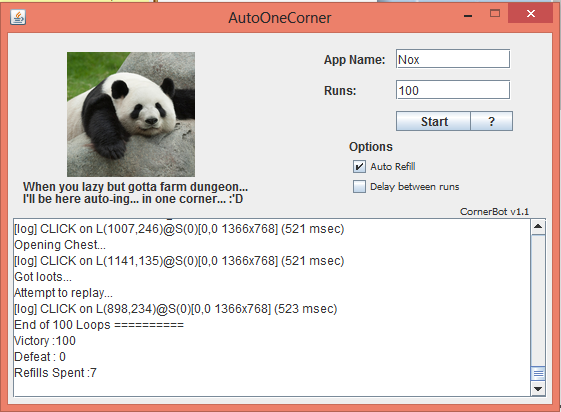 AutoOneCorner
App Name: Nox
Runs: 100
Start ?
Options
Auto Refill
Delay between runs
When you lazy but gotta farm dungeon...
I'll be here auto-ing... in one corner... :'D
CornerBot v1.1
[log] CLICK on L(1007,246)@S(0)[0,0 1366x768] (521 msec)
Opening Chest...
[log] CLICK on L(1141,135)@S(0)[0,0 1366x768] (521 msec)
Got loots...
Attempt to replay...
[log] CLICK on L(898,234)@S(0)[0,0 1366x768] (523 msec)
End of 100 Loops ==========
Victory :100
Defeat : 0
Refills Spent :7